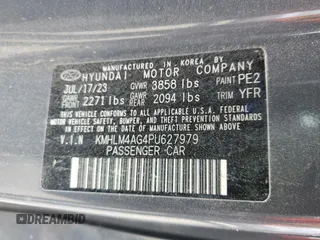 MANUFACTURED IN KOREA BY
HYUNDAI MOTOR COMPANY
JUL/17/23 GVWR 3858 lbs PAINT PE2
GAWR FRONT 2271 lbs GAWR REAR 2094 lbs TRIM YFR
THIS VEHICLE CONFORMS TO ALL APPLICABLE U.S.
FEDERAL MOTOR VEHICLE SAFETY, BUMPER, AND
THEFT PREVENTION STANDARDS IN EFFECT ON THE
DATE OF MANUFACTURE SHOWN ABOVE.
V.I.N KMHLM4AG4PU627979
PASSENGER CAR
DREAMBID